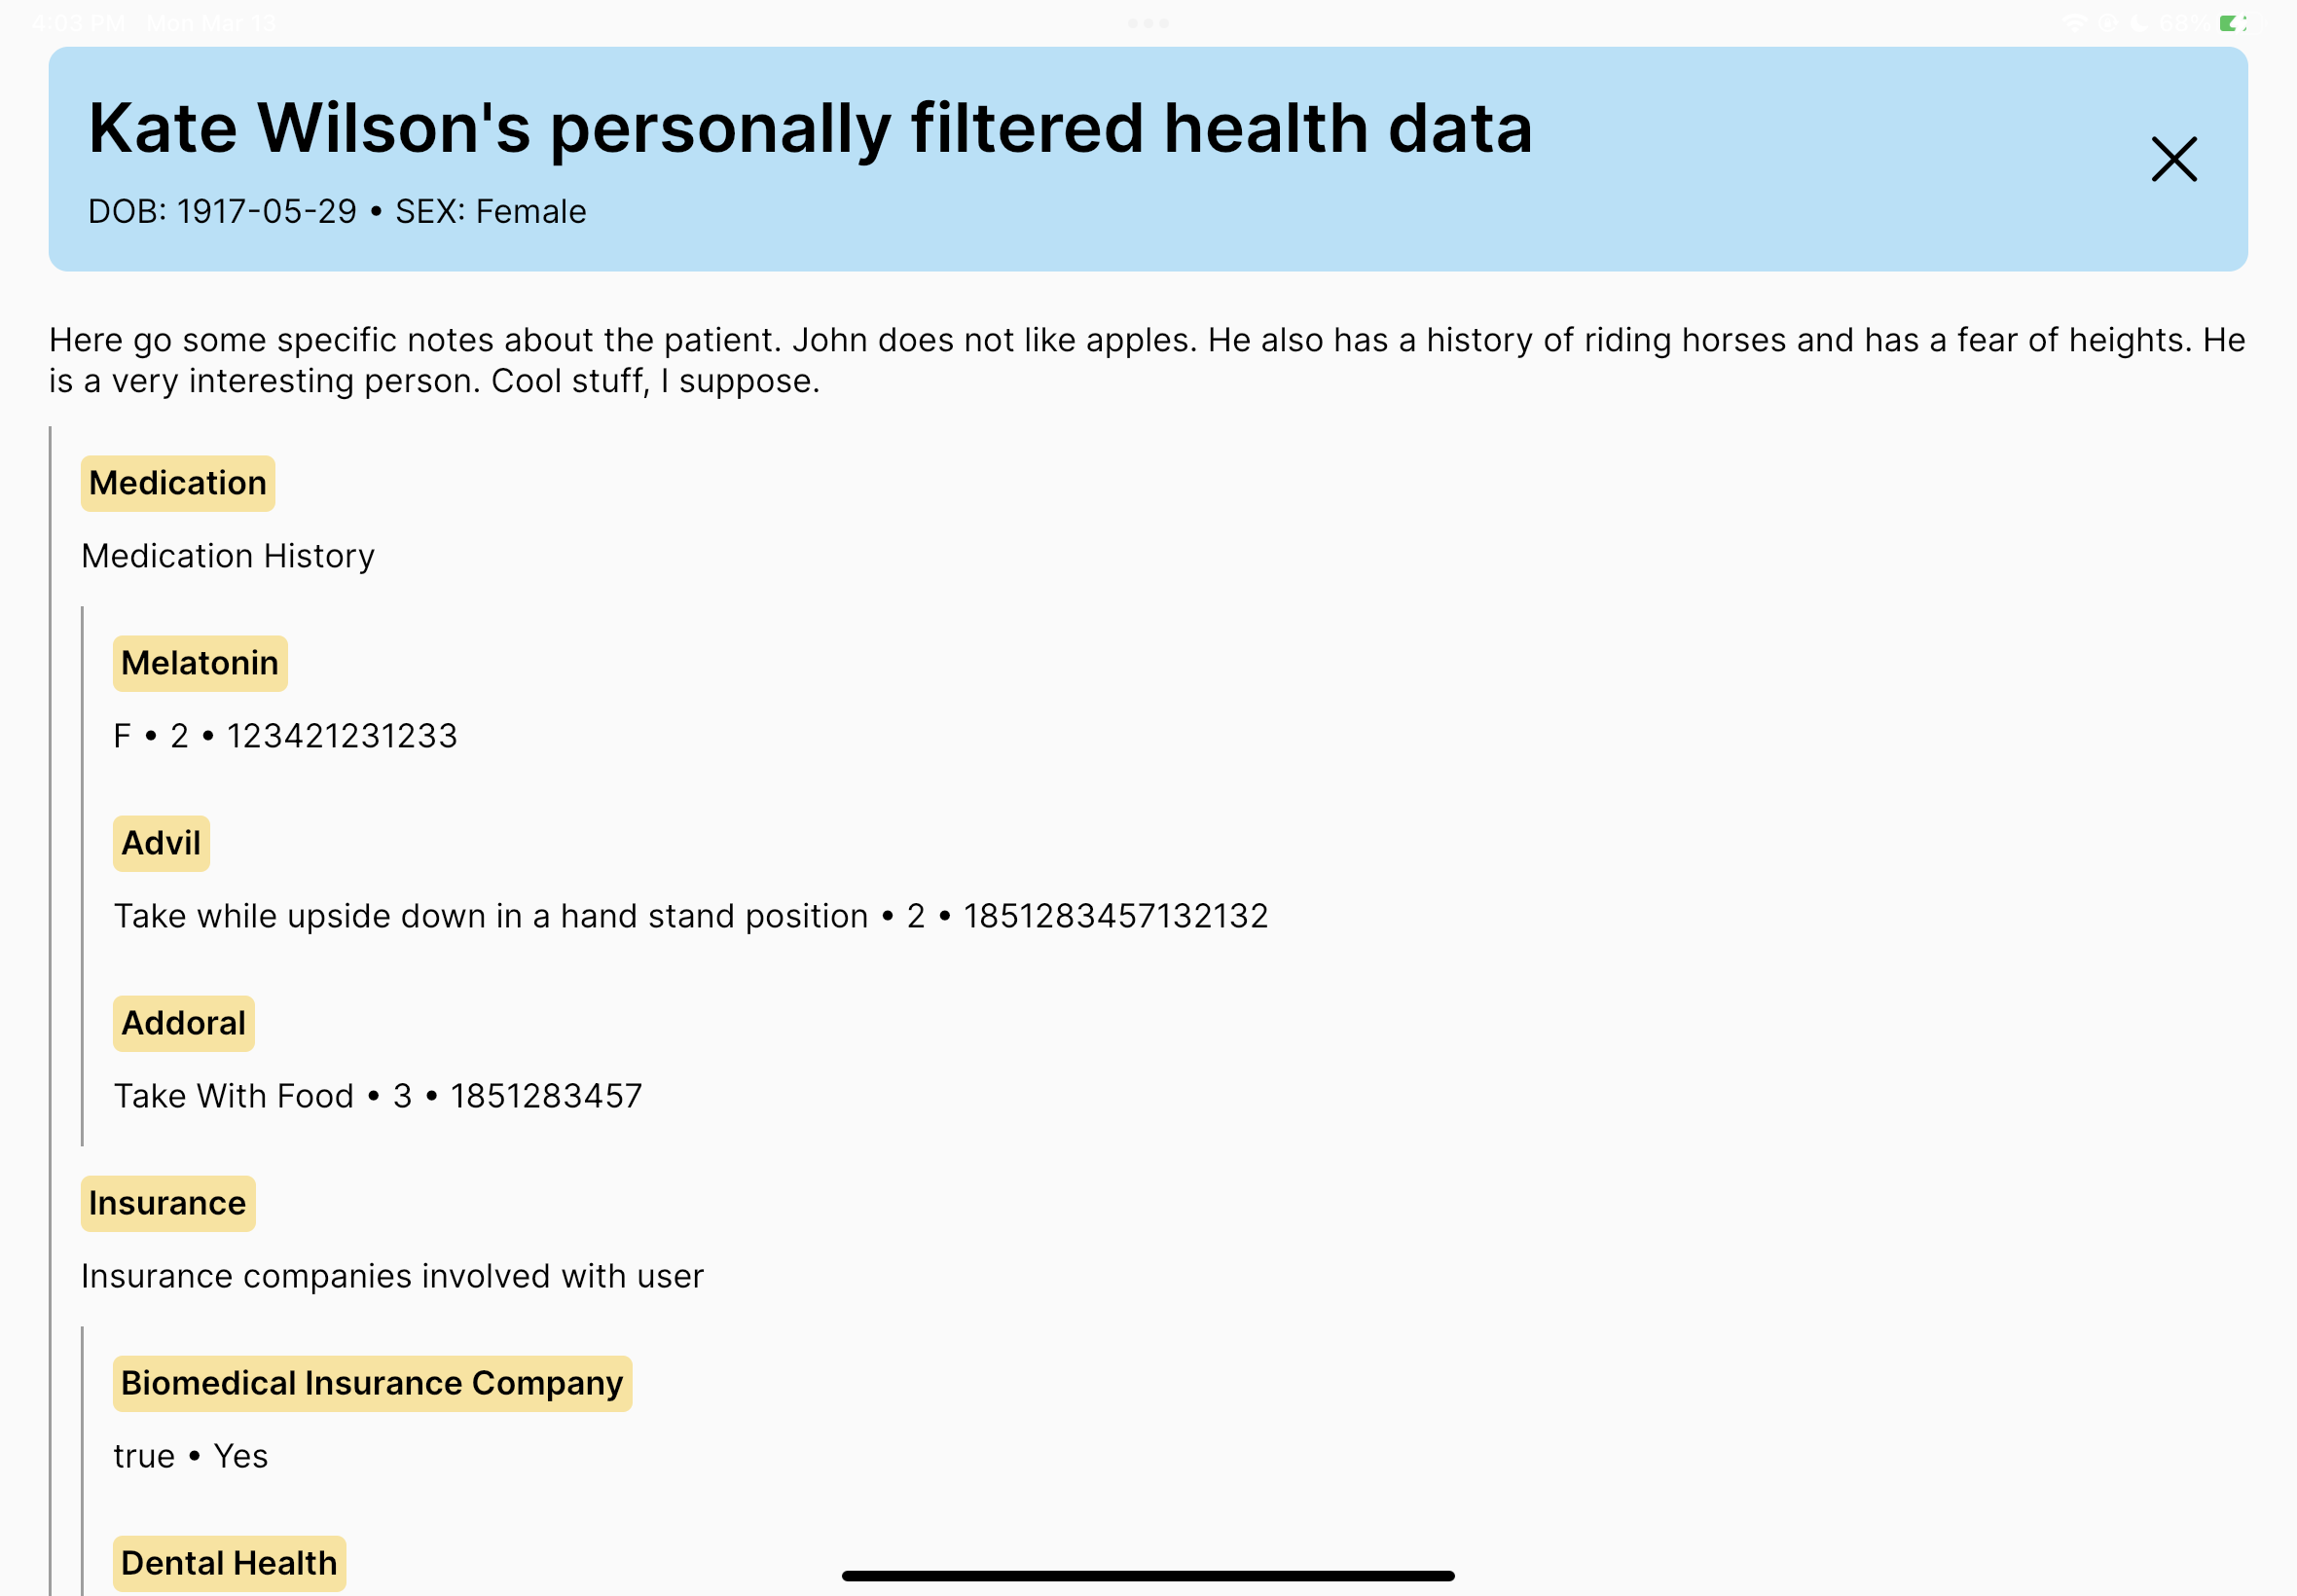 4:03 PM Mon Mar 13
68%
Kate Wilson's personally filtered health data
DOB: 1917-05-29 • SEX: Female
Here go some specific notes about the patient. John does not like apples. He also has a history of riding horses and has a fear of heights. He
is a very interesting person. Cool stuff, I suppose.
Medication
Medication History
Melatonin
F • 2 • 123421231233
Advil
Take while upside down in a hand stand position • 2 • 1851283457132132
Addoral
Take With Food • 3 • 1851283457
Insurance
Insurance companies involved with user
Biomedical Insurance Company
true • Yes
Dental Health